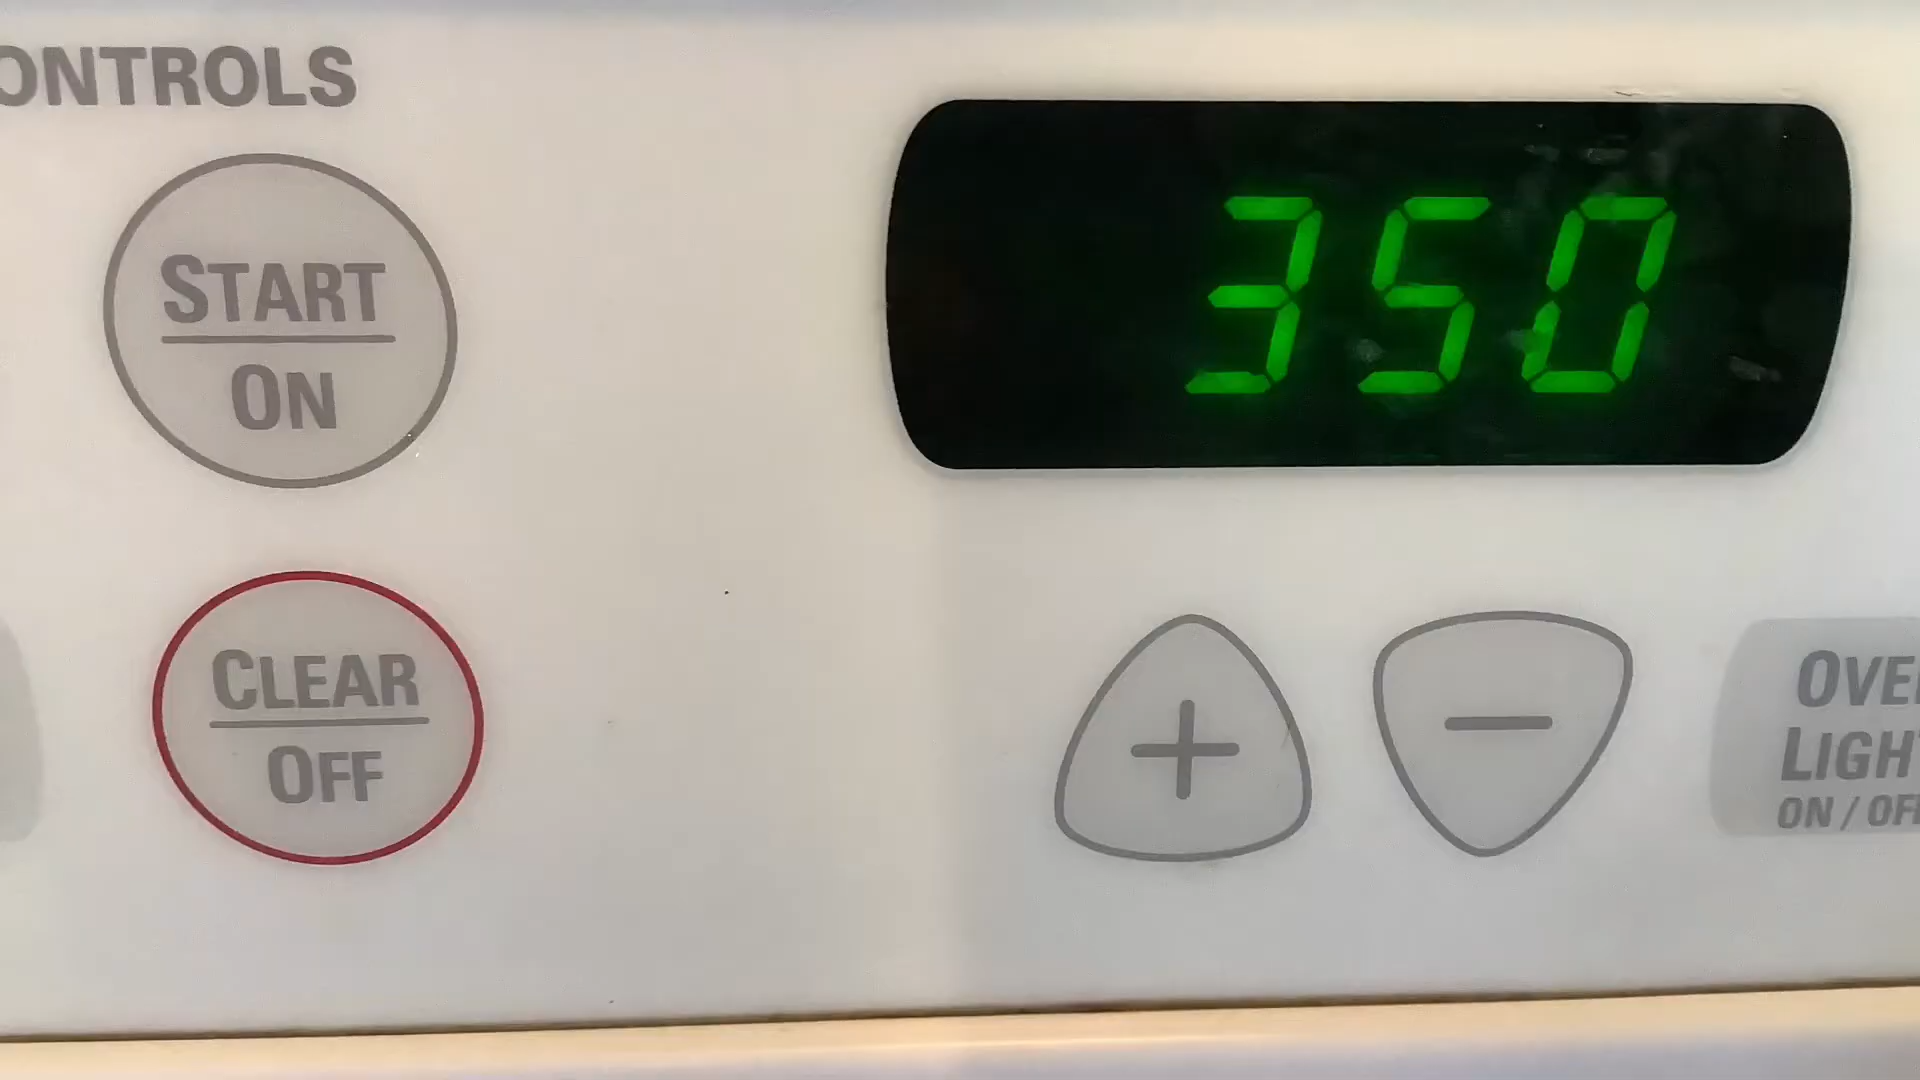 ONTROLS
START
ON
350
CLEAR
OFF
+
−
OVE
LIGH
ON / OF